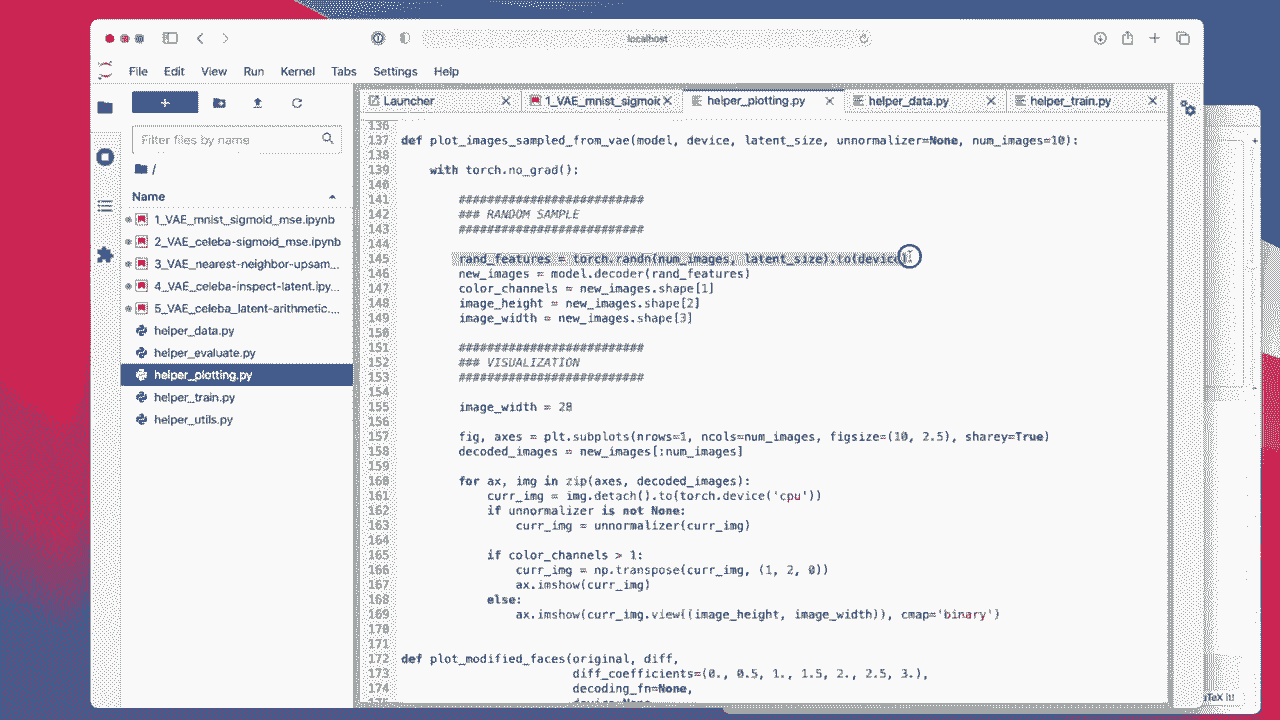 localhost
File Edit View Run Kernel Tabs Settings Help
+
Launcher
1_VAE_mnist_sigmoi
helper_plotting.py
helper_data.py
helper_train.py
Filter files by name
/
Name
1_VAE_mnist_sigmoid_mse.ipynb
2_VAE_celeba-sigmoid_mse.ipynb
3_VAE_nearest-neighbor-upsam...
4_VAE_celeba-inspect-latent.ipy...
5_VAE_celeba_latent-arithmetic....
helper_data.py
helper_evaluate.py
helper_plotting.py
helper_train.py
helper_utils.py
136
137 def plot_images_sampled_from_vae(model, device, latent_size, unnormalizer=None, num_images=10):
138
139 with torch.no_grad():
140
141 ##########################
142 ### RANDOM SAMPLE
143 ##########################
144
145 rand_features = torch.randn(num_images, latent_size).to(device)
146 new_images = model.decoder(rand_features)
147 color_channels = new_images.shape[1]
148 image_height = new_images.shape[2]
149 image_width = new_images.shape[3]
150
151 ##########################
152 ### VISUALIZATION
153 ##########################
154
155 image_width = 28
156
157 fig, axes = plt.subplots(nrows=1, ncols=num_images, figsize=(10, 2.5), sharey=True)
158 decoded_images = new_images[:num_images]
159
160 for ax, img in zip(axes, decoded_images):
161 curr_img = img.detach().to(torch.device('cpu'))
162 if unnormalizer is not None:
163 curr_img = unnormalizer(curr_img)
164
165 if color_channels > 1:
166 curr_img = np.transpose(curr_img, (1, 2, 0))
167 ax.imshow(curr_img)
168 else:
169 ax.imshow(curr_img.view((image_height, image_width)), cmap='binary')
170
171
172 def plot_modified_faces(original, diff,
173 diff_coefficients=(0., 0.5, 1., 1.5, 2., 2.5, 3.),
174 decoding_fn=None,
device=None
TeX it!